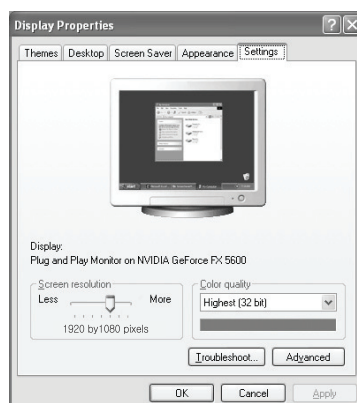 Display Properties
Themes Desktop Screen Saver Appearance Settings
Display:
Plug and Play Monitor on NVIDIA GeForce FX 5600
Screen resolution
Less More
1920 by1080 pixels
Color quality
Highest (32 bit)
Troubleshoot... Advanced
OK Cancel Apply